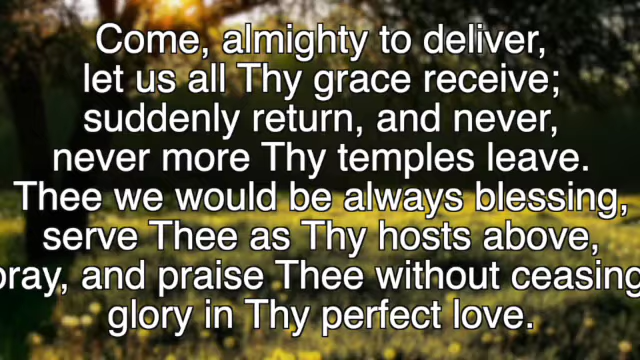 Come, almighty to deliver,
let us all Thy grace receive;
suddenly return, and never,
never more Thy temples leave.
Thee we would be always blessing,
serve Thee as Thy hosts above,
pray, and praise Thee without ceasing
glory in Thy perfect love.